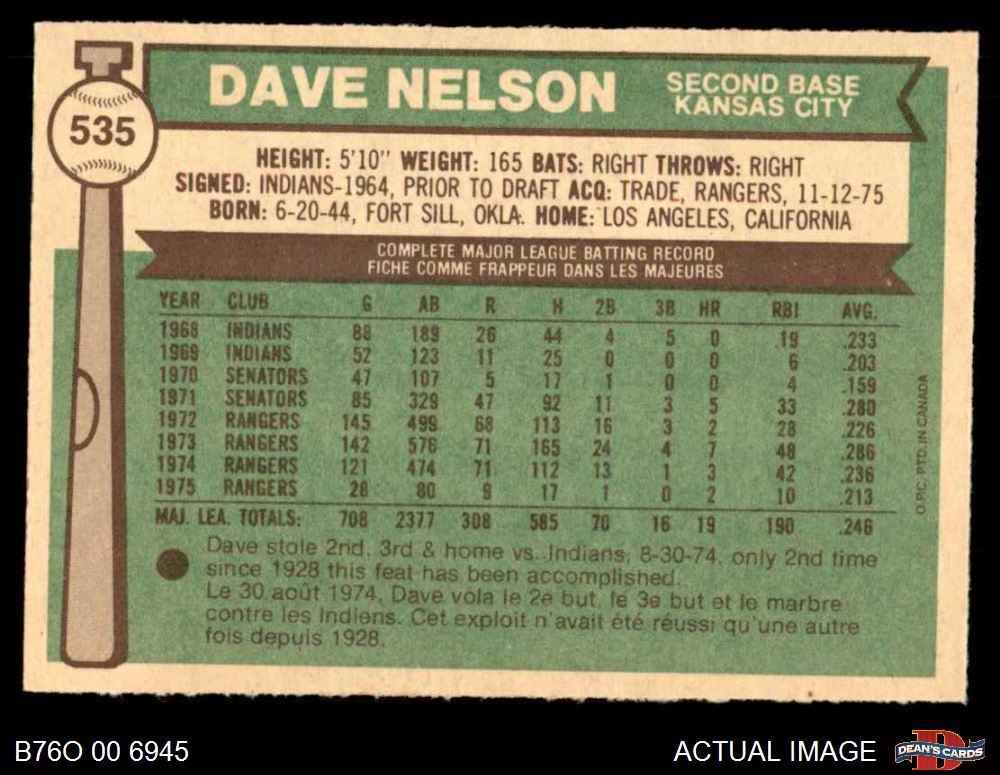 535
DAVE NELSON
SECOND BASE
KANSAS CITY
HEIGHT: 5'10" WEIGHT: 165 BATS: RIGHT THROWS: RIGHT
SIGNED: INDIANS-1964, PRIOR TO DRAFT ACQ: TRADE, RANGERS, 11-12-75
BORN: 6-20-44, FORT SILL, OKLA. HOME: LOS ANGELES, CALIFORNIA
COMPLETE MAJOR LEAGUE BATTING RECORD
FICHE COMME FRAPPEUR DANS LES MAJEURES
YEAR CLUB G AB R H 2B 3B HR RBI AVG.
1968 INDIANS 88 189 26 44 4 5 0 19 .233
1969 INDIANS 52 123 11 25 0 0 0 6 .203
1970 SENATORS 47 107 5 17 1 0 0 4 .159
1971 SENATORS 85 329 47 92 11 3 5 33 .280
1972 RANGERS 145 499 68 113 16 3 2 28 .226
1973 RANGERS 142 576 71 165 24 4 7 48 .286
1974 RANGERS 121 474 71 112 13 1 3 42 .236
1975 RANGERS 28 80 9 17 1 0 2 10 .213
MAJ. LEA. TOTALS: 708 2377 308 585 70 16 19 190 .246
Dave stole 2nd, 3rd & home vs. Indians, 8-30-74, only 2nd time
since 1928 this feat has been accomplished.
Le 30 août 1974, Dave vola le 2e but, le 3e but et le marbre
contre les Indiens. Cet exploit n'avait été réussi qu'une autre
fois depuis 1928.
O.P.C. PTD. IN CANADA
B76O 00 6945
ACTUAL IMAGE
DEAN'S CARDS